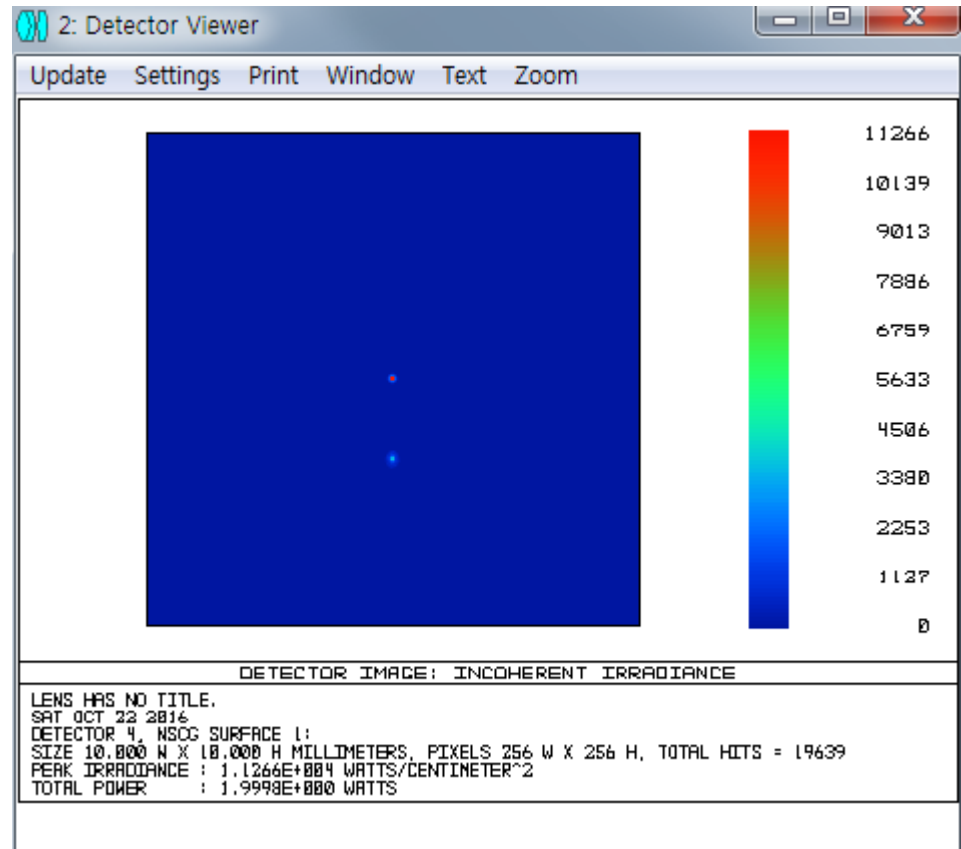 2: Detector Viewer
Update Settings Print Window Text Zoom
11266
10139
9013
7886
6759
5633
4506
3380
2253
1127
0
DETECTOR IMAGE: INCOHERENT IRRADIANCE
LENS HAS NO TITLE.
SAT OCT 22 2016
DETECTOR 4, NSCG SURFACE 1:
SIZE 10.000 W X 10.000 H MILLIMETERS, PIXELS 256 W X 256 H, TOTAL HITS = 19639
PEAK IRRADIANCE : 1.1266E+004 WATTS/CENTIMETER^2
TOTAL POWER : 1.9998E+000 WATTS